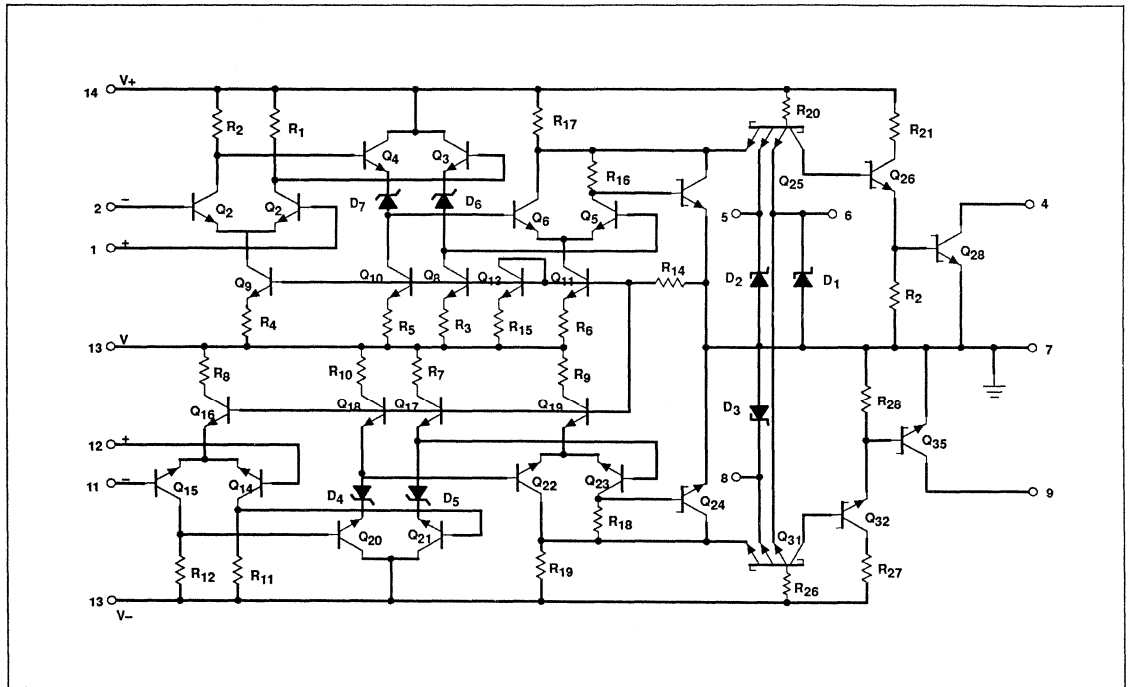 14 V+
R2 R1 R17 R20 R21
Q4 Q3
R16
D7 D6
Q25 Q26
2 − Q2 Q2 Q6 Q5 5 6 4
1 + Q28
R14
Q9 Q10 Q8 Q13 Q11 D2 D1 R2
R4 R5 R3 R15 R6
13 V 7
R8 R10 R7 R9
D3 R28
Q16 Q18 Q17 Q19
Q35
12 +
11 − Q15 Q14 D4 D5 Q22 Q23 Q24 8 9
Q20 Q21 R18 Q31 Q32
R12 R11 R19 R26 R27
13 V−